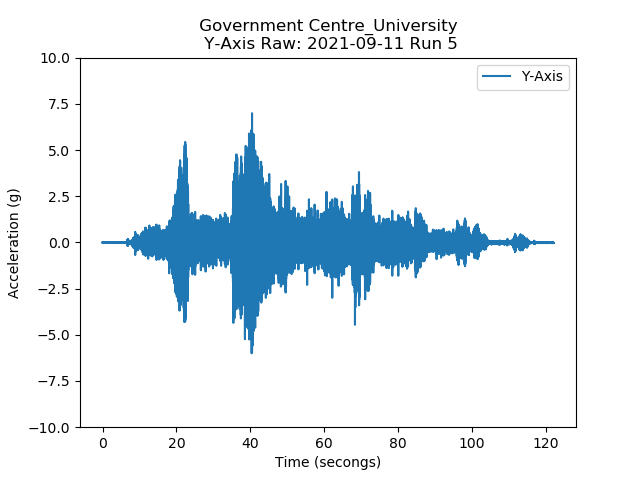 Government Centre_University
Y-Axis Raw: 2021-09-11 Run 5
Y-Axis
10.0
7.5
5.0
2.5
0.0
−2.5
−5.0
−7.5
−10.0
Acceleration (g)
0 20 40 60 80 100 120
Time (secongs)